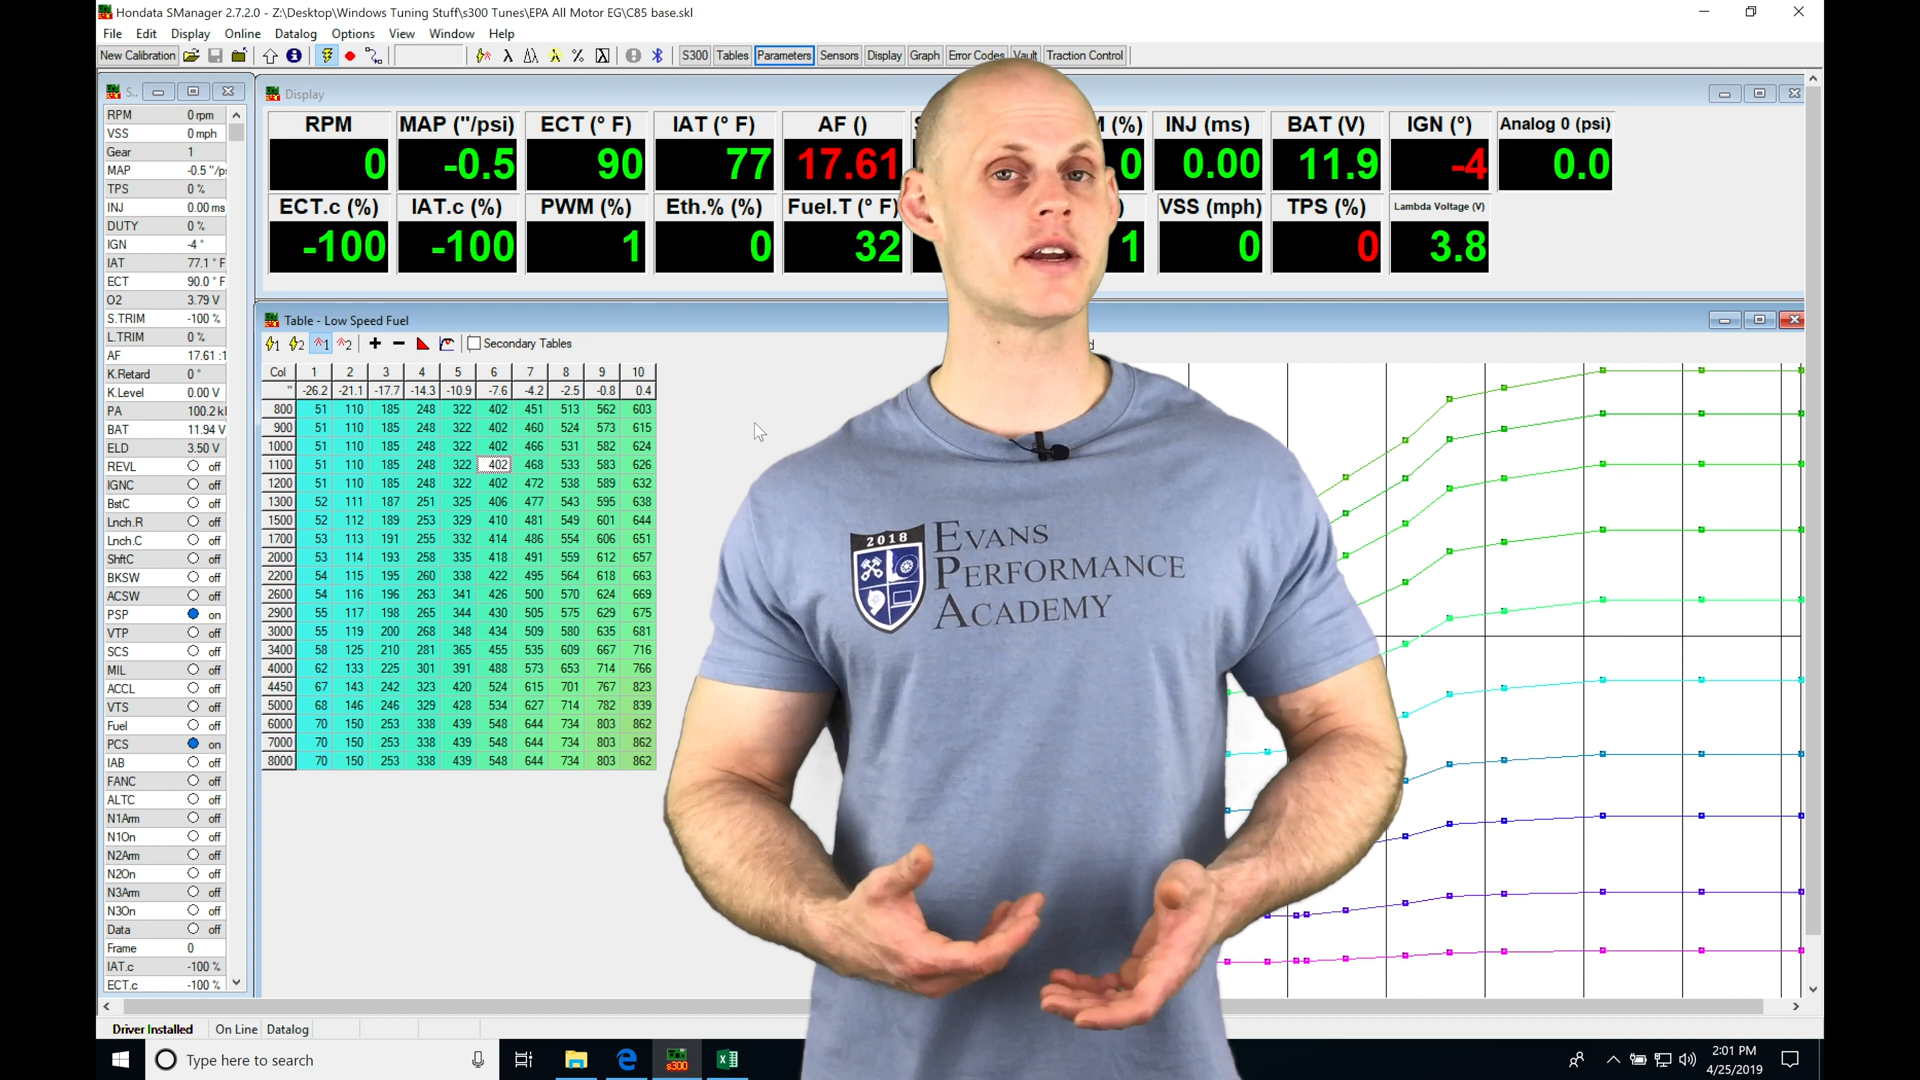 Hondata SManager 2.7.2.0 - Z:\Desktop\Windows Tuning Stuff\s300 Tunes\EPA All Motor EG\C85 base.skl
File Edit Display Online Datalog Options View Window Help
New Calibration S300 Tables Parameters Sensors Display Graph Error Codes Vault Traction Control
S..
RPM 0 rpm
VSS 0 mph
Gear 1
MAP -0.5 "/p
TPS 0 %
INJ 0.00 ms
DUTY 0 %
IGN -4 °
IAT 77.1 ° F
ECT 90.0 ° F
O2 3.79 V
S.TRIM -100 %
L.TRIM 0 %
AF 17.61 :1
K.Retard 0 °
K.Level 0.00 V
PA 100.2 k
BAT 11.94 V
ELD 3.50 V
REVL off
IGNC off
BstC off
Lnch.R off
Lnch.C off
ShftC off
BKSW off
ACSW off
PSP on
VTP off
SCS off
MIL off
ACCL off
VTS off
Fuel off
PCS on
IAB off
FANC off
ALTC off
N1Arm off
N1On off
N2Arm off
N2On off
N3Arm off
N3On off
Data off
Frame 0
IAT.c -100 %
ECT.c -100 %
Display
RPM MAP ("/psi) ECT (° F) IAT (° F) AF () (%) INJ (ms) BAT (V) IGN (°) Analog 0 (psi)
0 -0.5 90 77 17.61 0 0.00 11.9 -4 0.0
ECT.c (%) IAT.c (%) PWM (%) Eth.% (%) Fuel.T (° F) ) VSS (mph) TPS (%) Lambda Voltage (V)
-100 -100 1 0 32 1 0 0 3.8
Table - Low Speed Fuel
1 2 1 2 + - Secondary Tables d
Col 1 2 3 4 5 6 7 8 9 10
" -26.2 -21.1 -17.7 -14.3 -10.9 -7.6 -4.2 -2.5 -0.8 0.4
800 51 110 185 248 322 402 451 513 562 603
900 51 110 185 248 322 402 460 524 573 615
1000 51 110 185 248 322 402 466 531 582 624
1100 51 110 185 248 322 402 468 533 583 626
1200 51 110 185 248 322 402 472 538 589 632
1300 52 111 187 251 325 406 477 543 595 638
1500 52 112 189 253 329 410 481 549 601 644
1700 53 113 191 255 332 414 486 554 606 651
2000 53 114 193 258 335 418 491 559 612 657
2200 54 115 195 260 338 422 495 564 618 663
2600 54 116 196 263 341 426 500 570 624 669
2900 55 117 198 265 344 430 505 575 629 675
3000 55 119 200 268 348 434 509 580 635 681
3400 58 125 210 281 365 455 535 609 667 716
4000 62 133 225 301 391 488 573 653 714 766
4450 67 143 242 323 420 524 615 701 767 823
5000 68 146 246 329 428 534 627 714 782 839
6000 70 150 253 338 439 548 644 734 803 862
7000 70 150 253 338 439 548 644 734 803 862
8000 70 150 253 338 439 548 644 734 803 862
2018
EVANS
PERFORMANCE
ACADEMY
Driver Installed On Line Datalog
Type here to search
s300
2:01 PM
4/25/2019